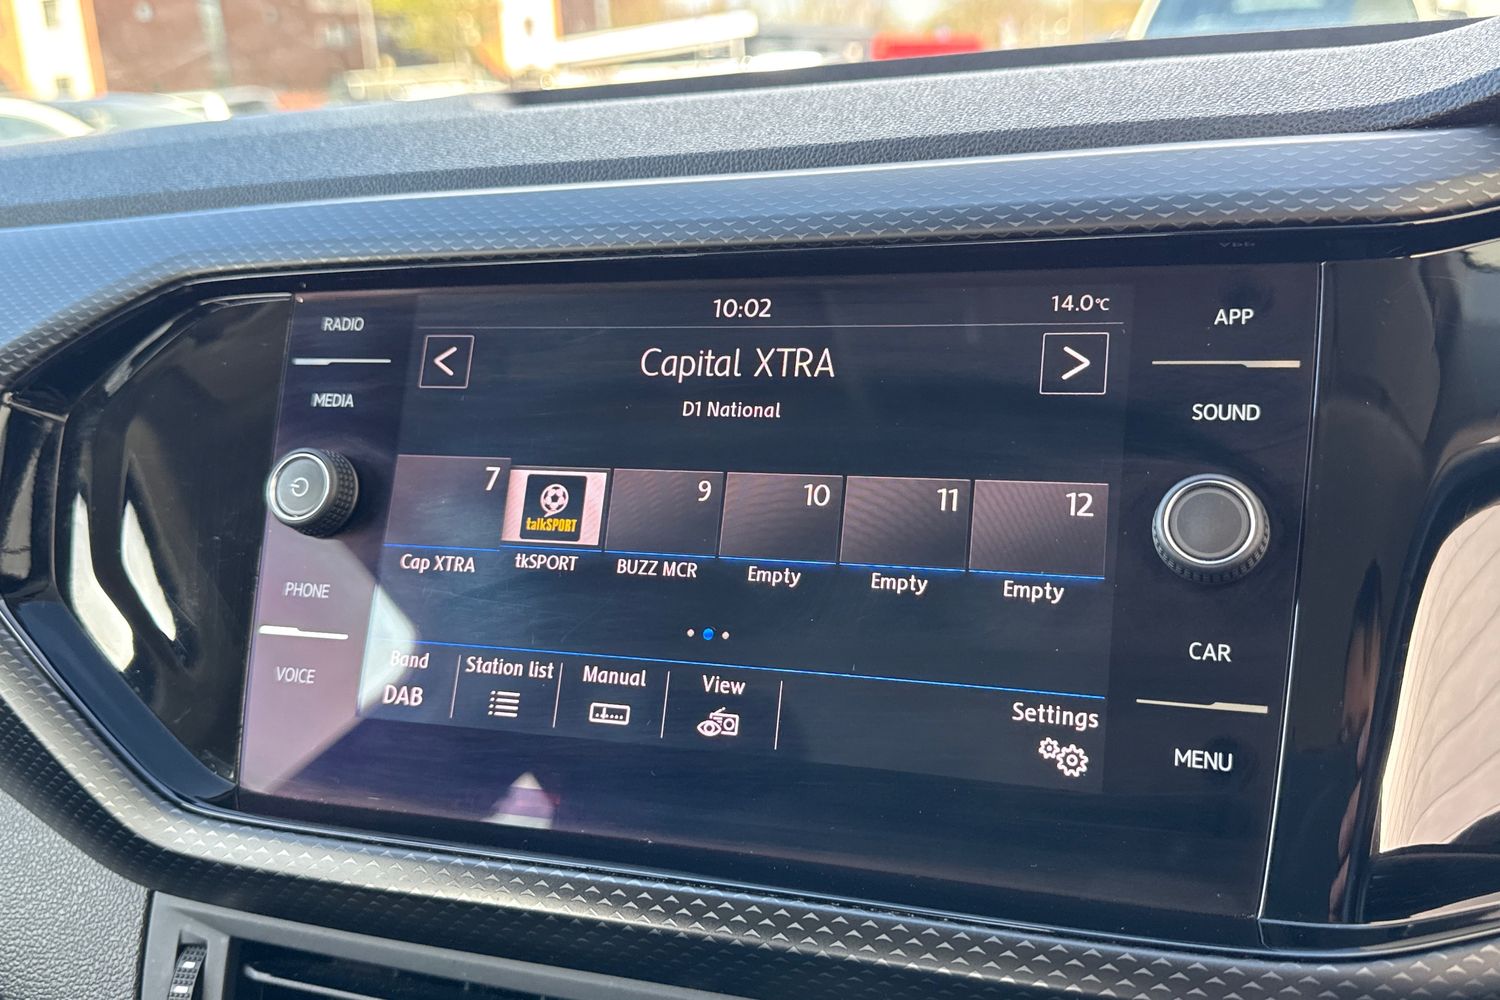 10:02
14.0°C
RADIO
MEDIA
PHONE
VOICE
Capital XTRA
D1 National
7
talkSPORT
9
10
11
12
Cap XTRA
tkSPORT
BUZZ MCR
Empty
Empty
Empty
Band
DAB
Station list
Manual
View
Settings
APP
SOUND
CAR
MENU